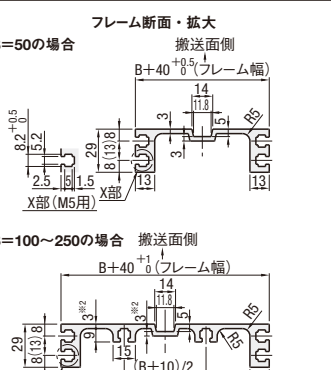 フレーム断面・拡大
=50の場合
搬送面側
B+40 +0.5 0 (フレーム幅)
14
11.8
3
5
R5
8.2 +0.5 0
5.2
29
8(13)8
3
2.5 5 1.5
X部(M5用)
X部
13
13
=100〜250の場合
搬送面側
B+40 +1 0 (フレーム幅)
14
11.8
3※2
3※2
5
R5
R5
29
8(13)8
9
15
(B+10)/2